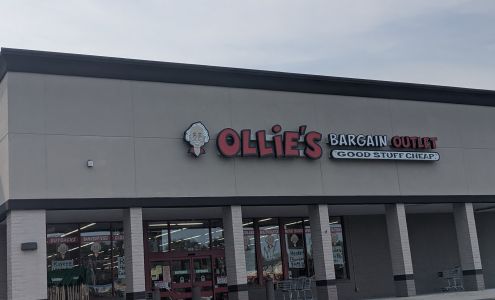 OLLIE'S BARGAIN OUTLET
GOOD STUFF CHEAP